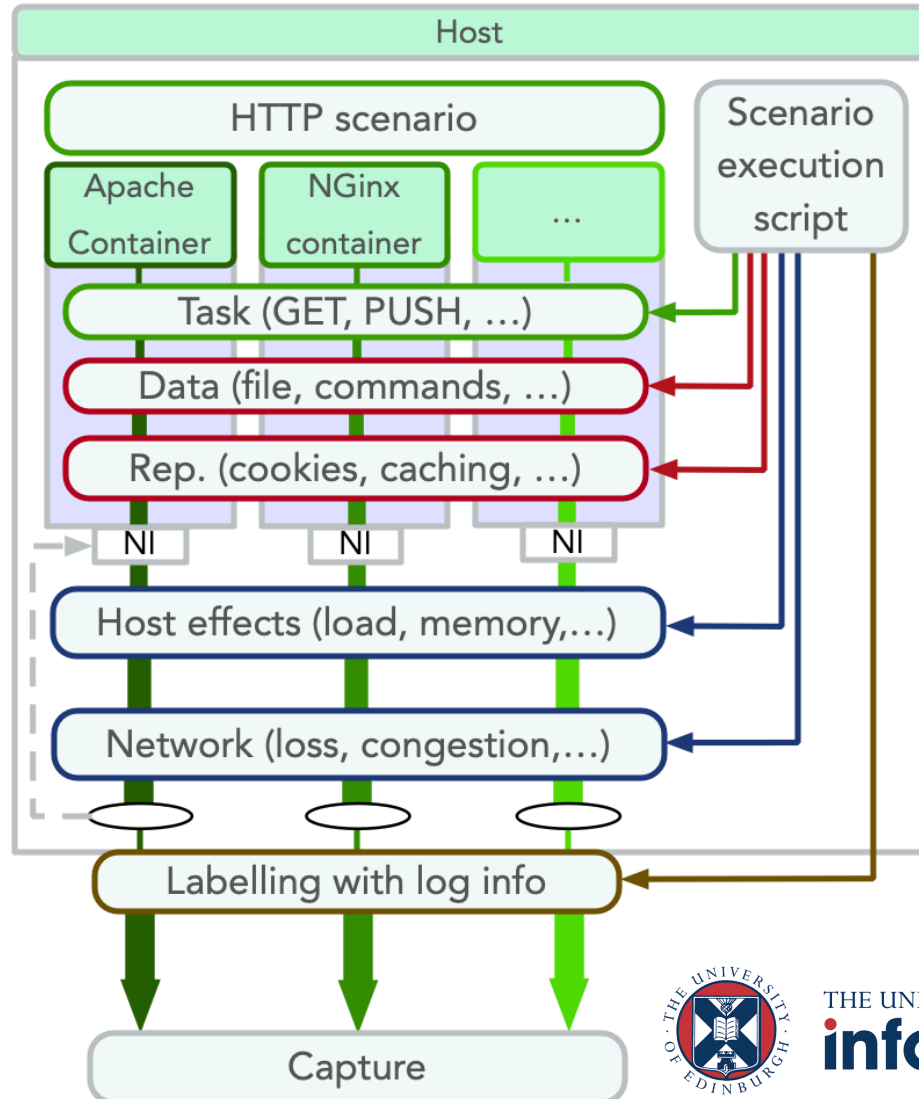 Host
HTTP scenario
Scenario
execution
script
Apache
Container
NGinx
container
...
Task (GET, PUSH, ...)
Data (file, commands, ...)
Rep. (cookies, caching, ...)
NI
NI
NI
Host effects (load, memory,...)
Network (loss, congestion,...)
Labelling with log info
Capture
THE UNIVERSITY
OF EDINBURGH
THE UNI
info